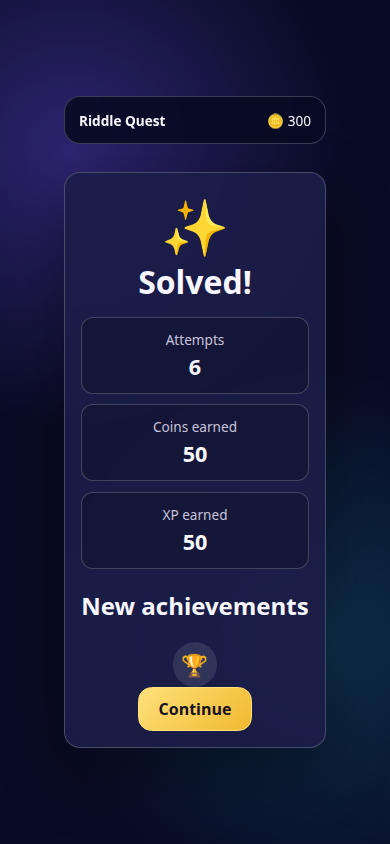 Riddle Quest
300
Solved!
Attempts
6
Coins earned
50
XP earned
50
New achievements
Continue